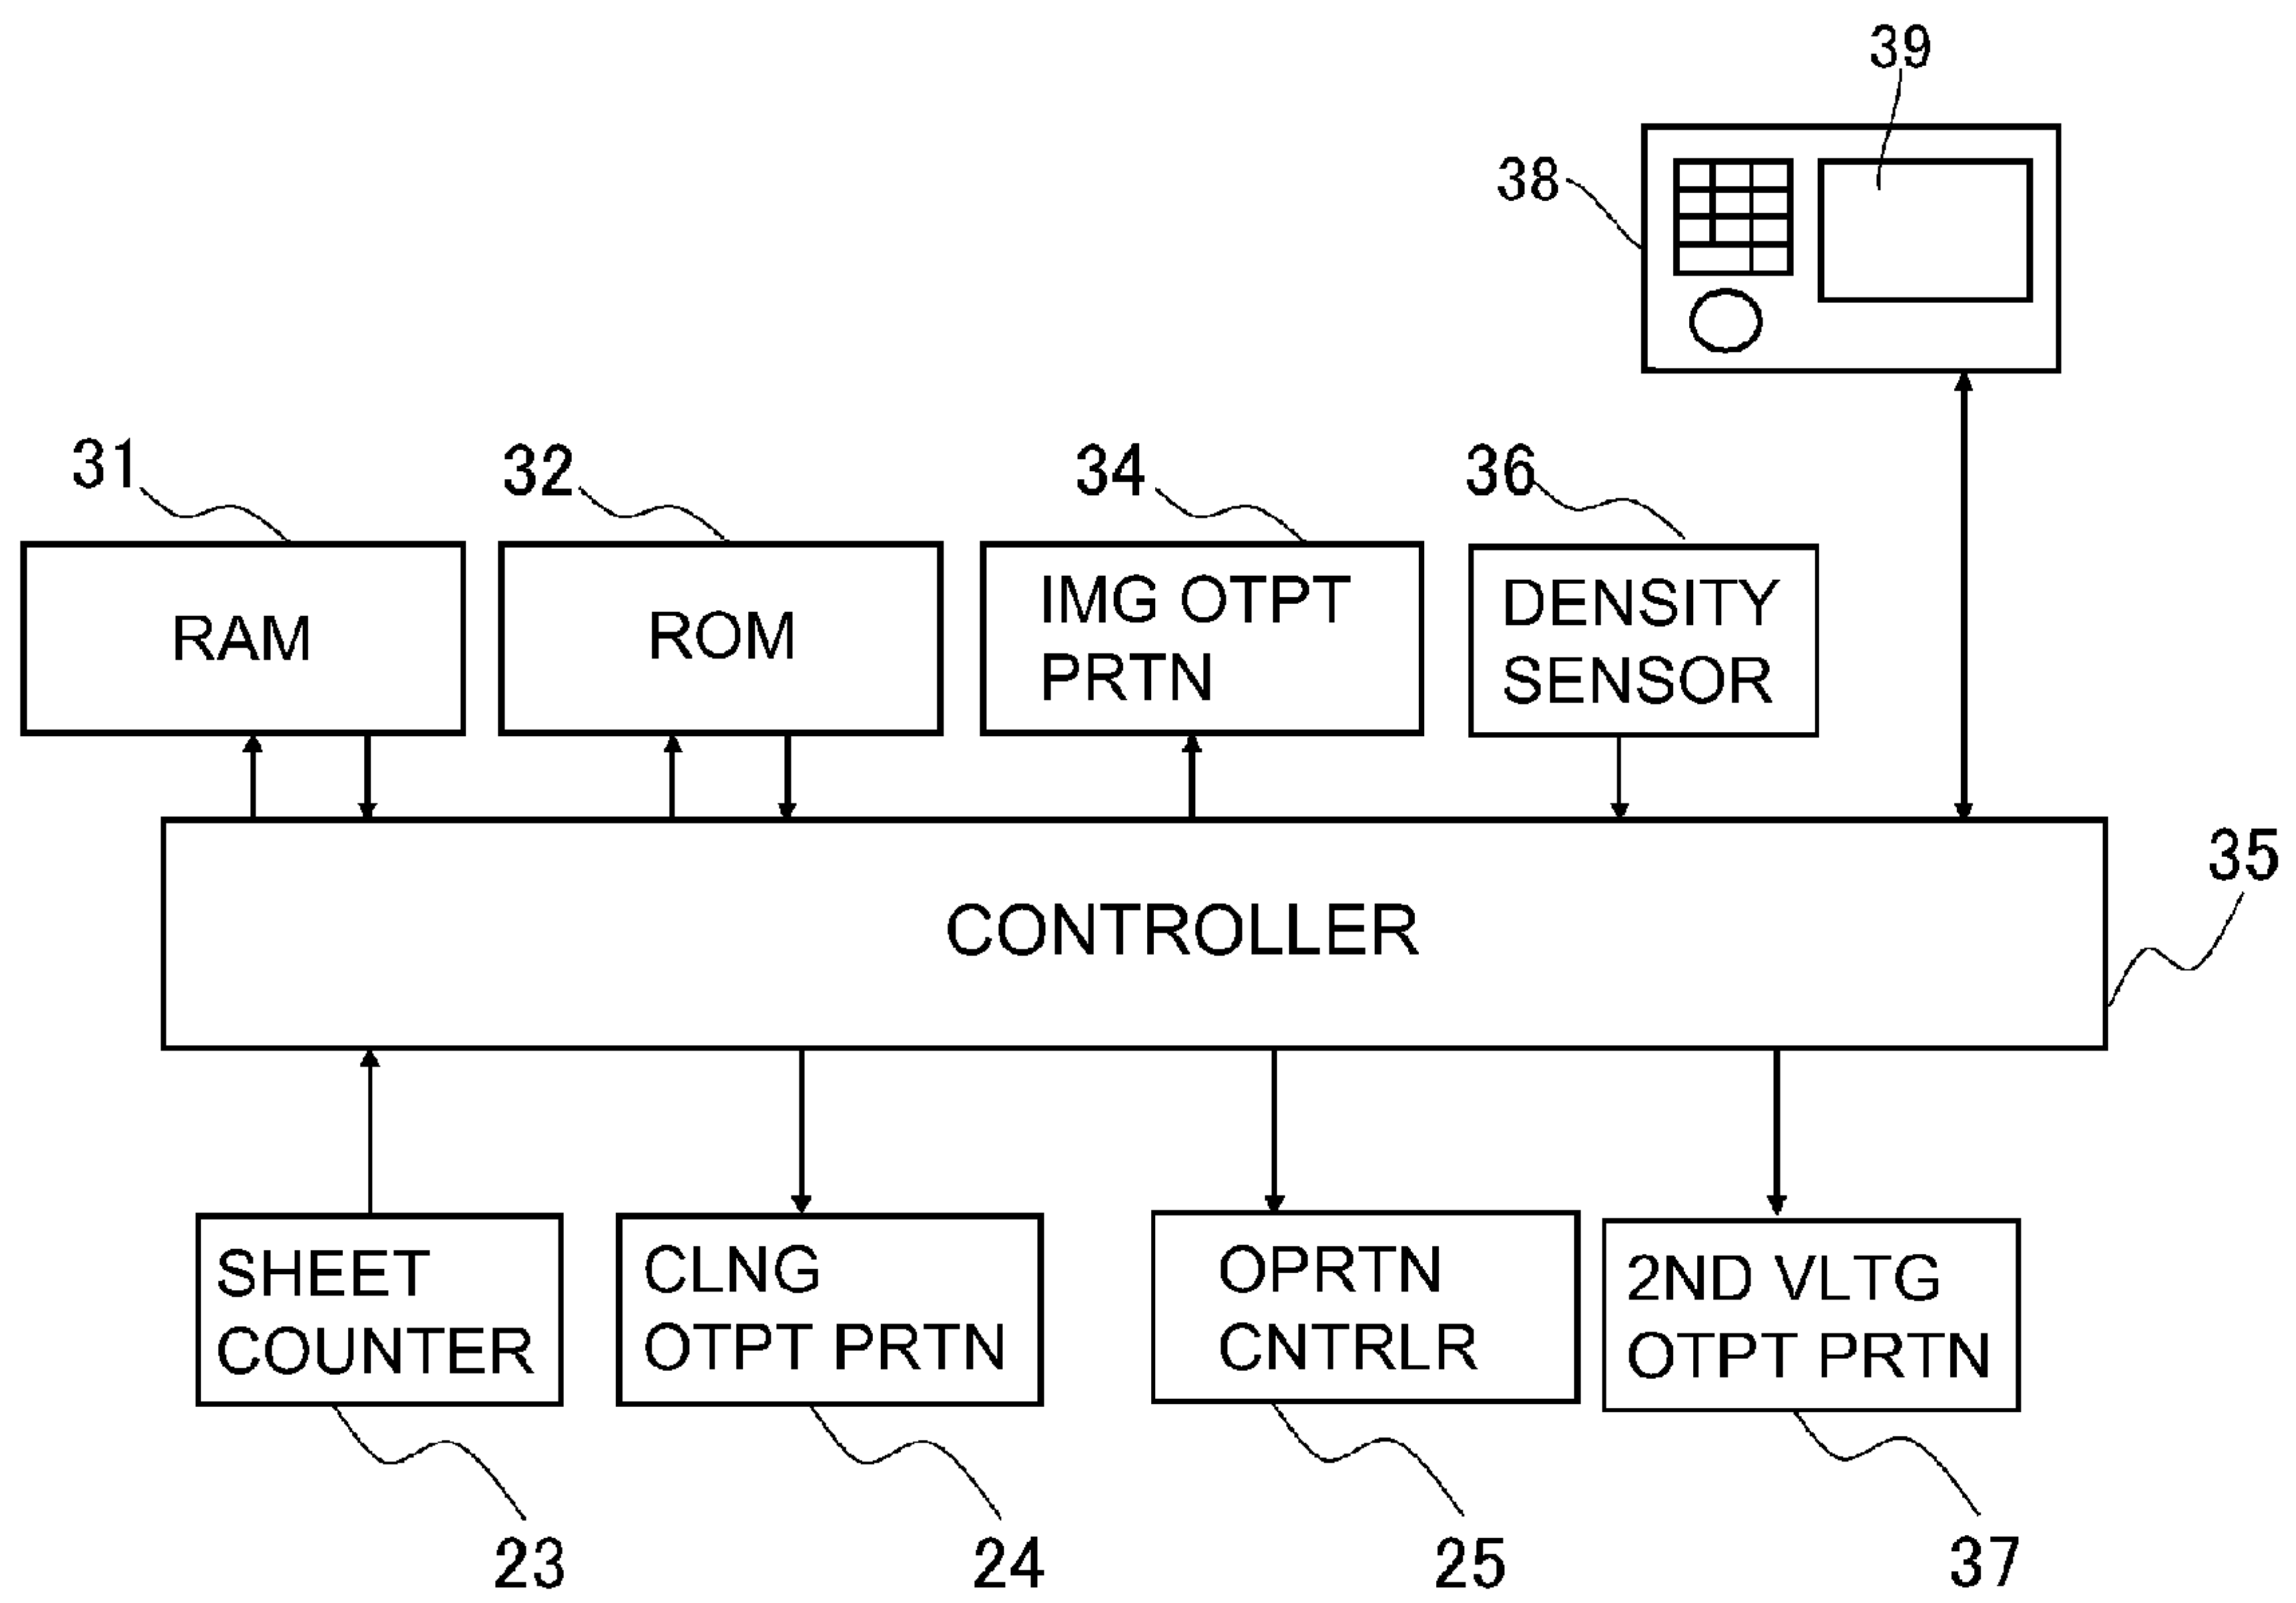 39
38
31
32
34
36
RAM
ROM
IMG OTPT
PRTN
DENSITY
SENSOR
CONTROLLER
35
SHEET
COUNTER
CLNG
OTPT PRTN
OPRTN
CNTRLR
2ND VLTG
OTPT PRTN
23
24
25
37